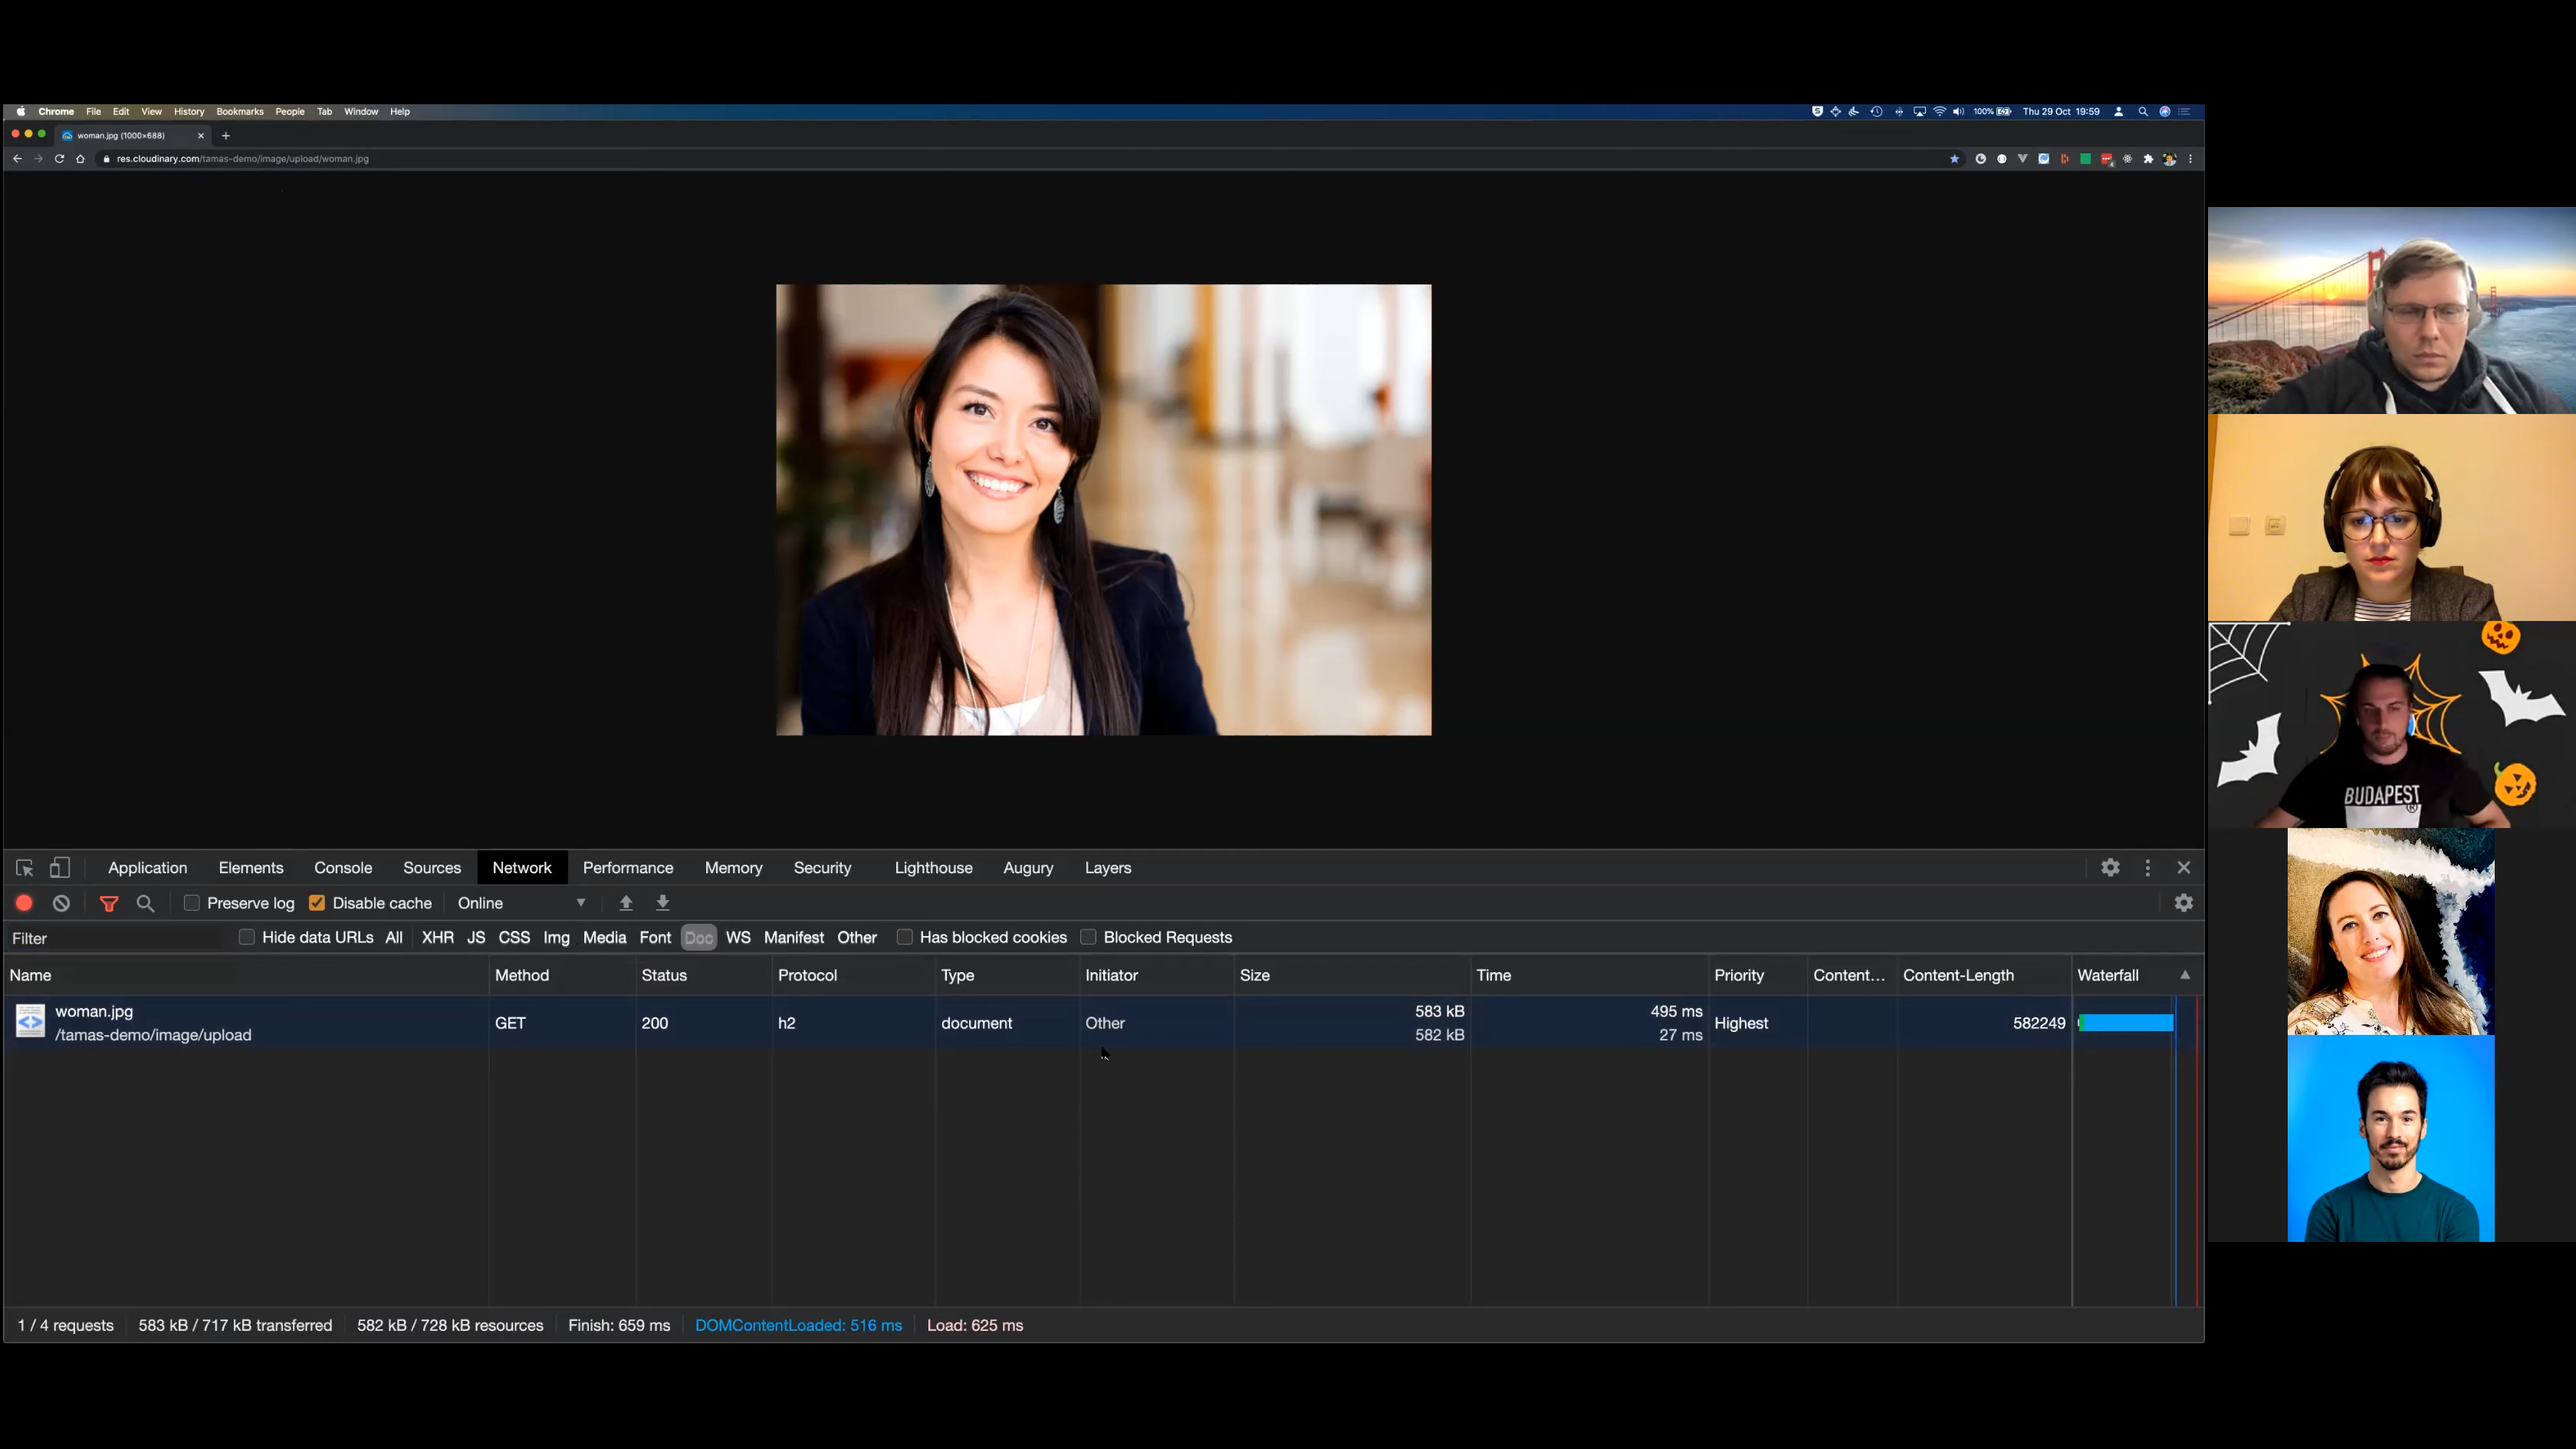 Chrome File Edit View History Bookmarks People Tab Window Help 100% Thu 29 Oct 19:59
woman.jpg (1000×688)
res.cloudinary.com/tamas-demo/image/upload/woman.jpg
BUDAPEST
Application Elements Console Sources Network Performance Memory Security Lighthouse Augury Layers
Preserve log Disable cache Online
Filter Hide data URLs All XHR JS CSS Img Media Font Doc WS Manifest Other Has blocked cookies Blocked Requests
Name Method Status Protocol Type Initiator Size Time Priority Content... Content-Length Waterfall
woman.jpg GET 200 h2 document Other 583 kB 495 ms Highest 582249
/tamas-demo/image/upload 582 kB 27 ms
1 / 4 requests 583 kB / 717 kB transferred 582 kB / 728 kB resources Finish: 659 ms DOMContentLoaded: 516 ms Load: 625 ms